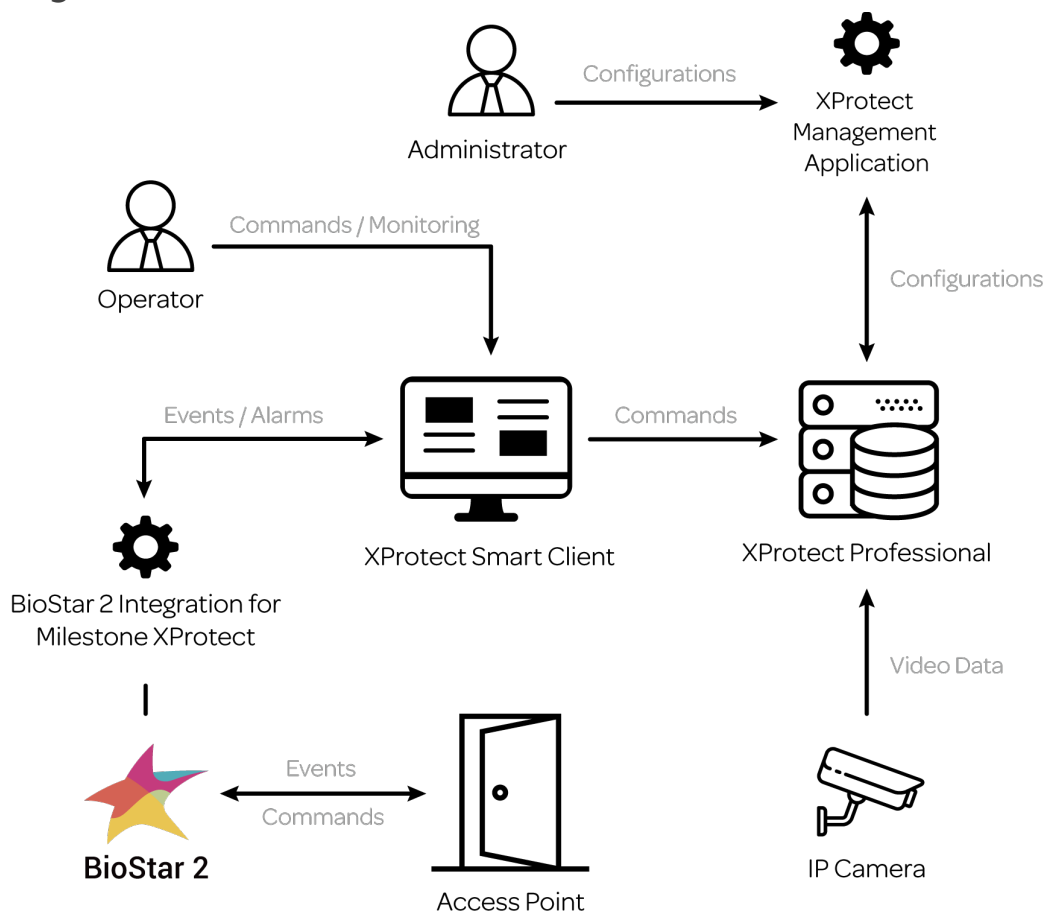 Configurations
XProtect
Management
Application
Administrator
Commands / Monitoring
Operator
Configurations
Events / Alarms
Commands
XProtect Smart Client
XProtect Professional
BioStar 2 Integration for
Milestone XProtect
Video Data
Events
Commands
BioStar 2
IP Camera
Access Point